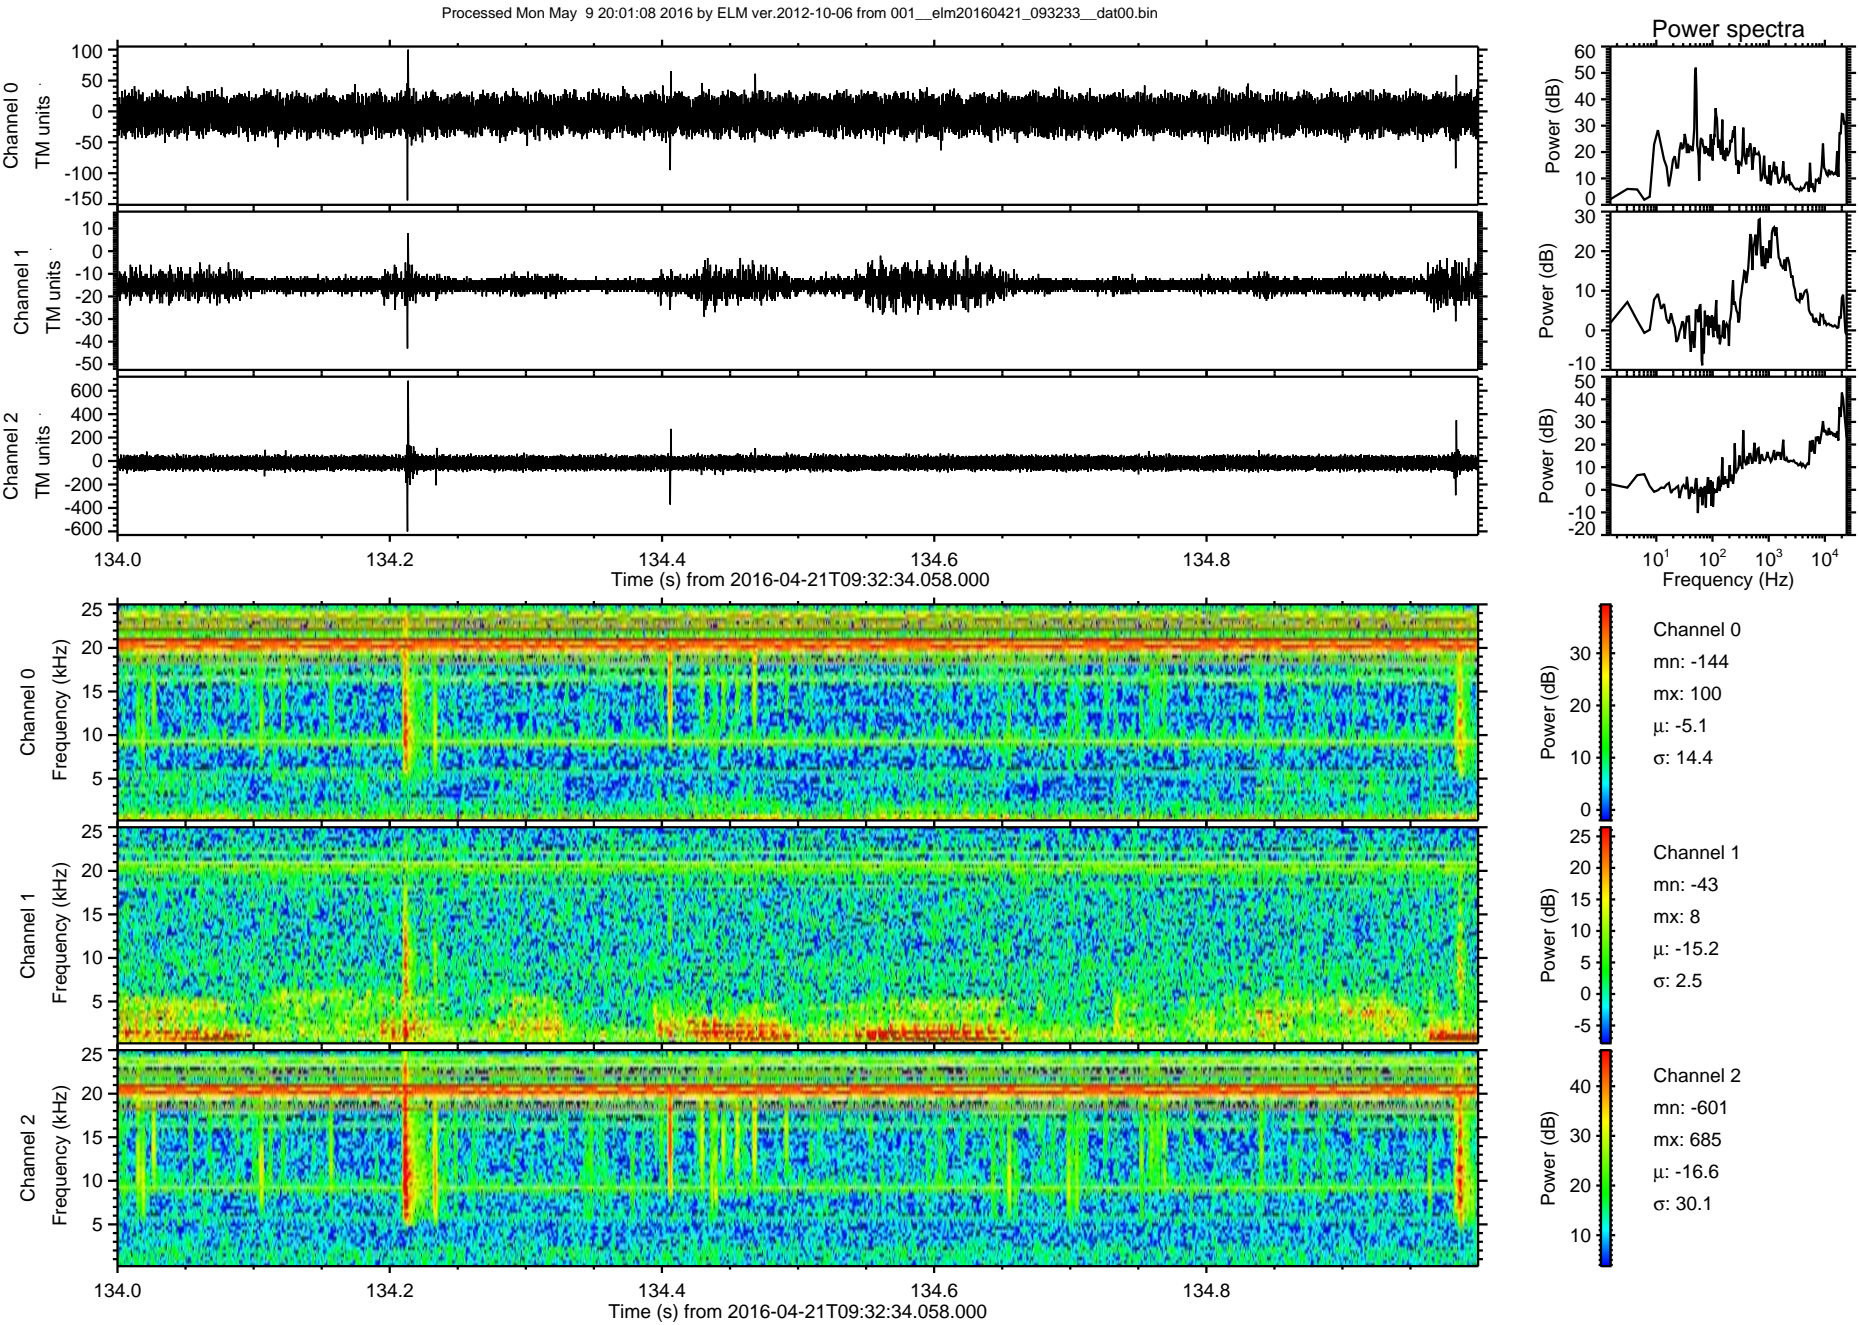 Processed Mon May  9 20:01:08 2016 by ELM ver.2012-10-06 from 001__elm20160421_093233__dat00.bin
Power spectra
Channel 0
TM units
100
50
0
-50
-100
-150
Power (dB)
60
50
40
30
20
10
0
Channel 1
TM units
10
0
-10
-20
-30
-40
-50
Power (dB)
30
20
10
0
-10
Channel 2
TM units
600
400
200
0
-200
-400
-600
Power (dB)
50
40
30
20
10
0
-10
-20
134.0 134.2 134.4 134.6 134.8
Time (s) from 2016-04-21T09:32:34.058.000
10¹ 10² 10³ 10⁴
Frequency (Hz)
Channel 0
Frequency (kHz)
25
20
15
10
5
Power (dB)
30
20
10
0
Channel 0
mn: -144
mx: 100
μ: -5.1
σ: 14.4
Channel 1
Frequency (kHz)
25
20
15
10
5
Power (dB)
25
20
15
10
5
0
-5
Channel 1
mn: -43
mx: 8
μ: -15.2
σ: 2.5
Channel 2
Frequency (kHz)
25
20
15
10
5
Power (dB)
40
30
20
10
Channel 2
mn: -601
mx: 685
μ: -16.6
σ: 30.1
134.0 134.2 134.4 134.6 134.8
Time (s) from 2016-04-21T09:32:34.058.000